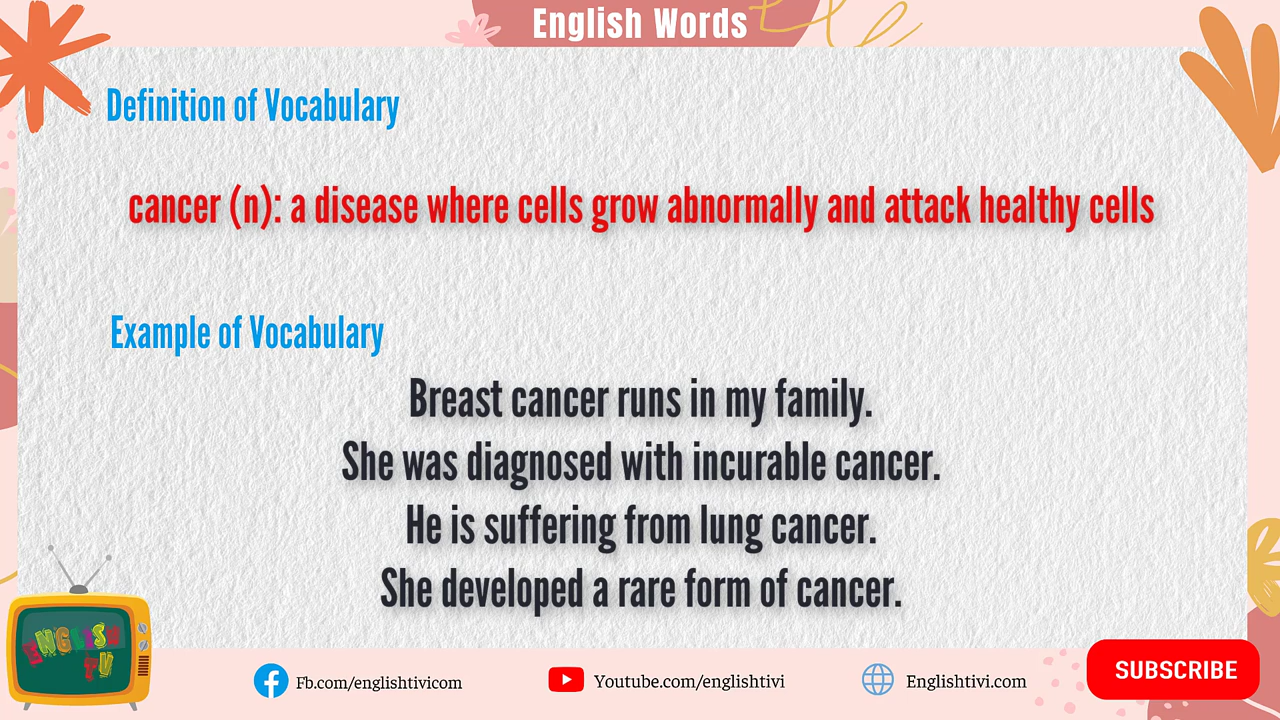 English Words
Definition of Vocabulary
cancer (n): a disease where cells grow abnormally and attack healthy cells
Example of Vocabulary
Breast cancer runs in my family.
She was diagnosed with incurable cancer.
He is suffering from lung cancer.
She developed a rare form of cancer.
ENGLISH
TV
Fb.com/englishtivicom
Youtube.com/englishtivi
Englishtivi.com
SUBSCRIBE